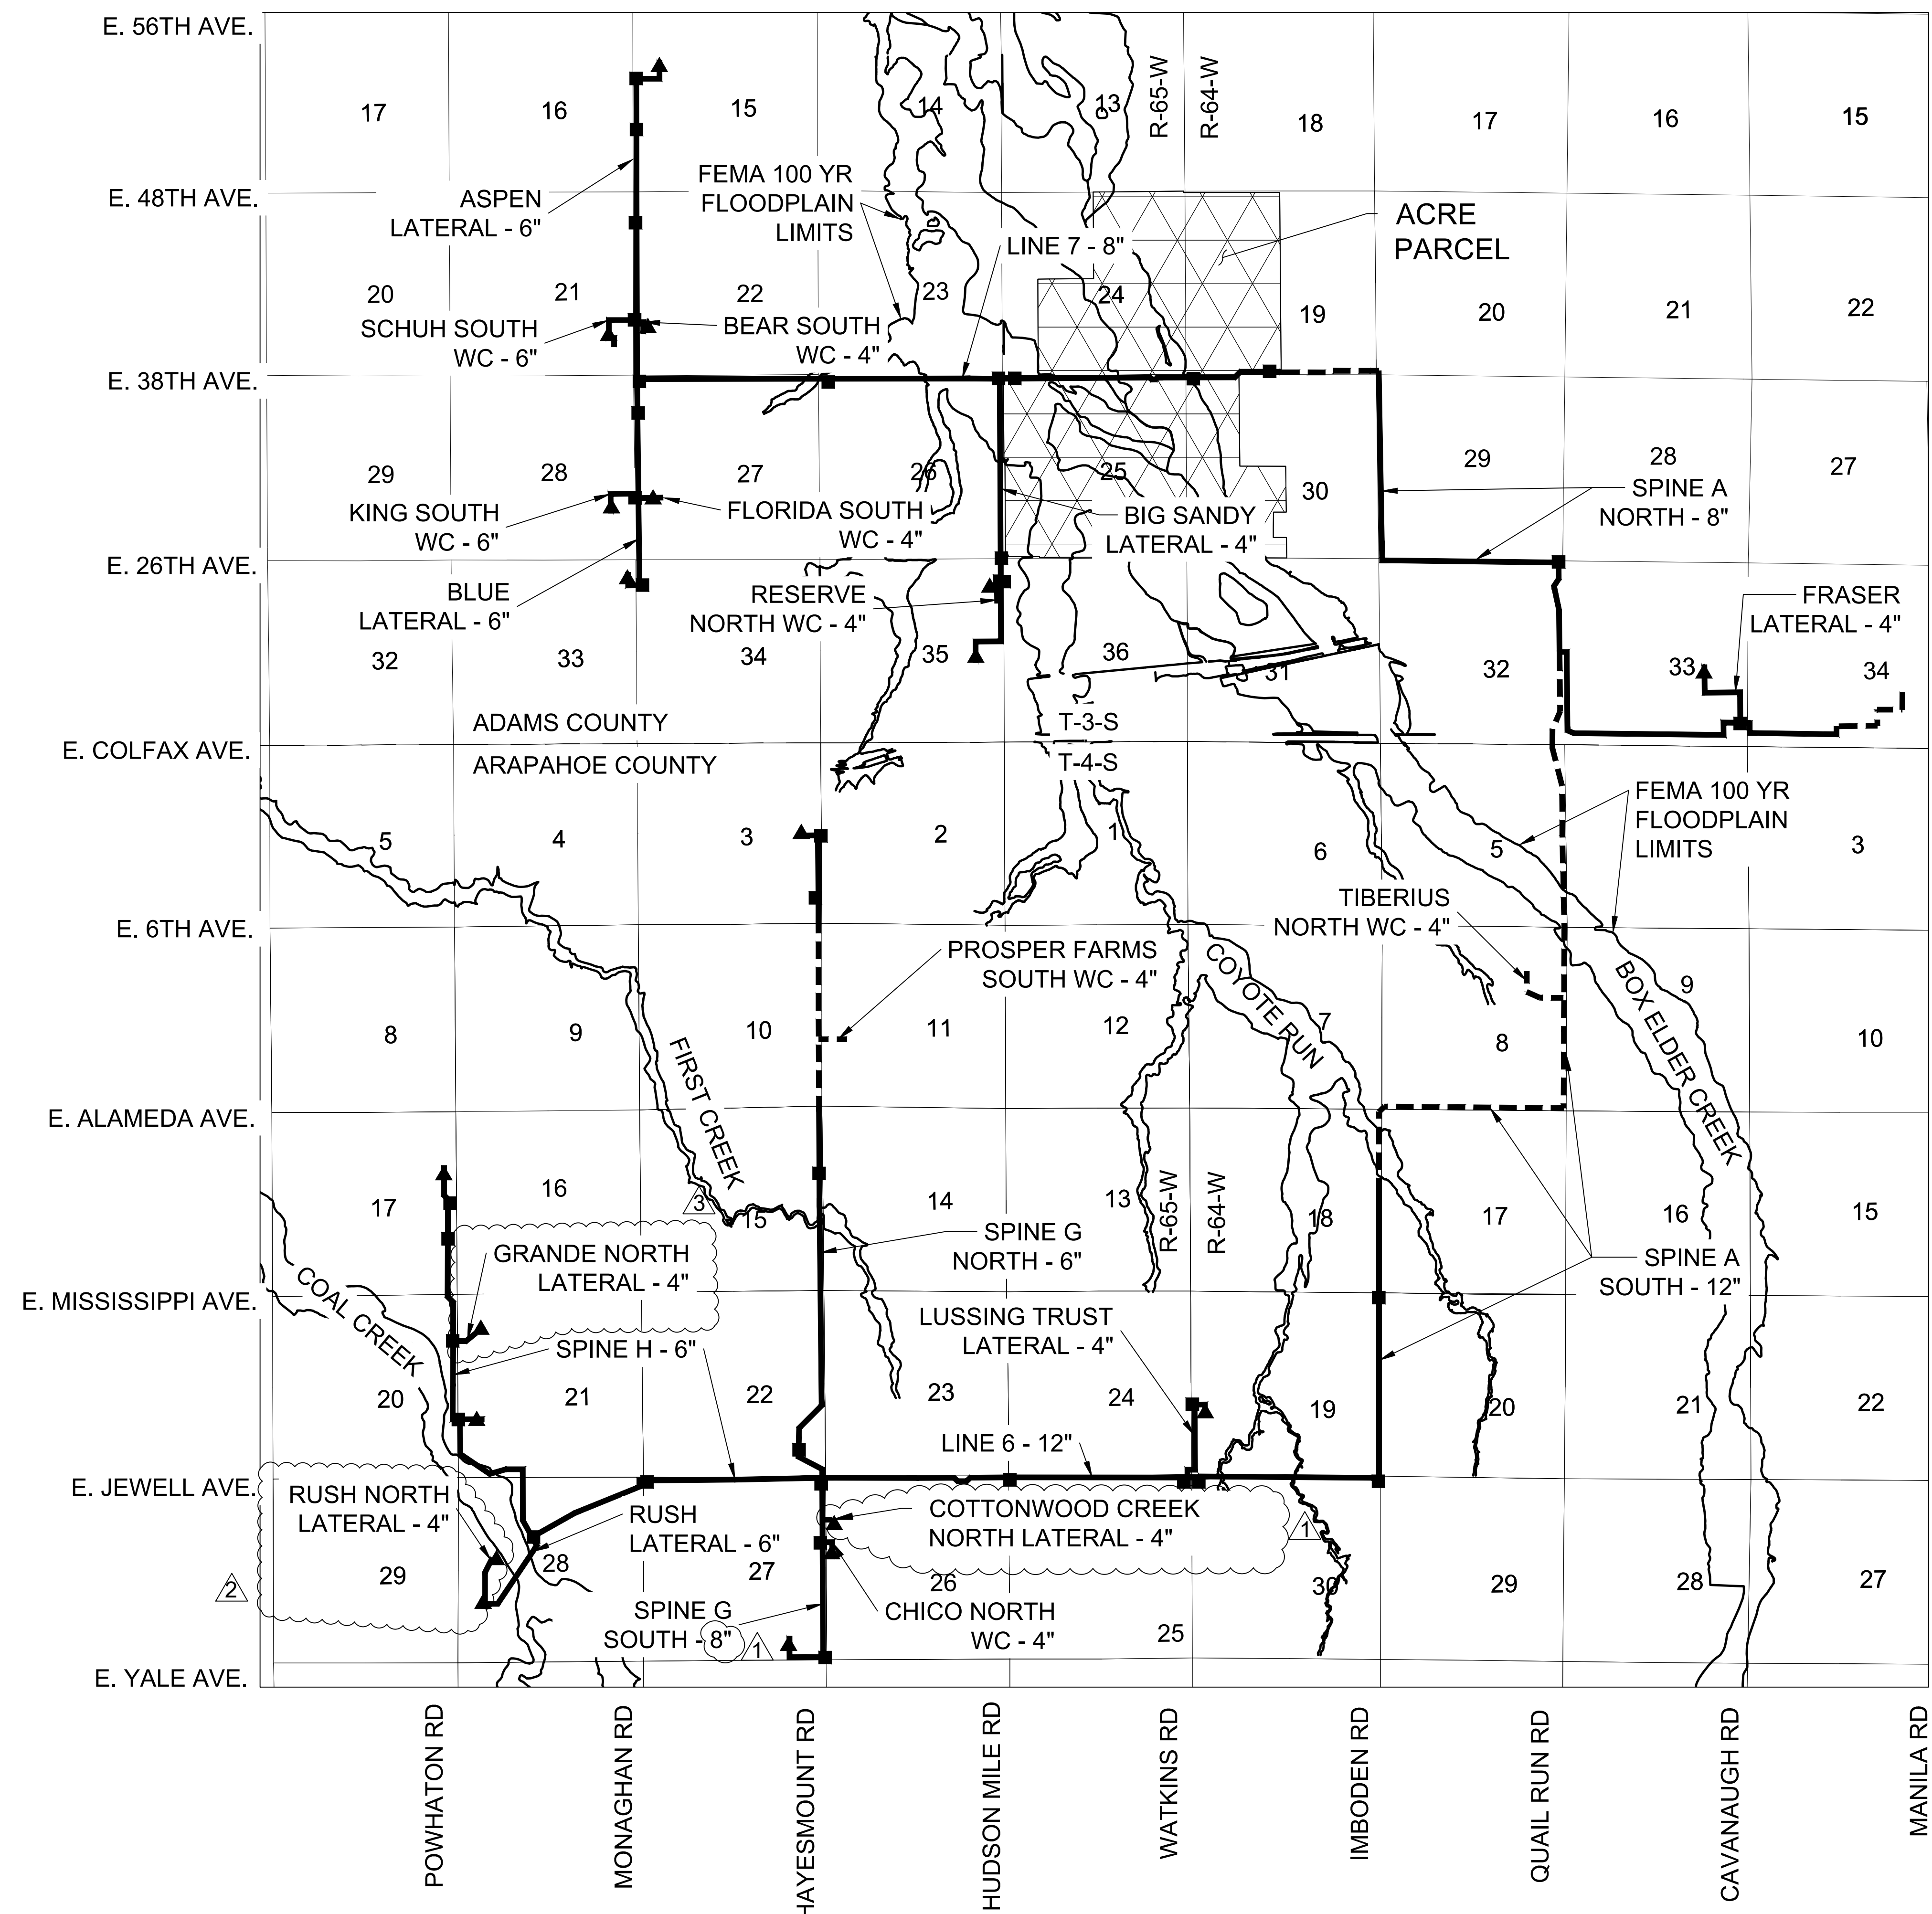 E. 56TH AVE.
17
16
15
14
13
R-65-W
R-64-W
18
17
16
15
E. 48TH AVE.
ASPEN
LATERAL - 6"
FEMA 100 YR
FLOODPLAIN
LIMITS
LINE 7 - 8"
ACRE
PARCEL
20
21
22
23
24
19
20
21
22
SCHUH SOUTH
WC - 6"
BEAR SOUTH
WC - 4"
E. 38TH AVE.
29
28
27
26
25
30
29
28
27
KING SOUTH
WC - 6"
FLORIDA SOUTH
WC - 4"
BIG SANDY
LATERAL - 4"
SPINE A
NORTH - 8"
E. 26TH AVE.
BLUE
LATERAL - 6"
RESERVE
NORTH WC - 4"
FRASER
LATERAL - 4"
32
33
34
35
36
31
32
33
34
ADAMS COUNTY
T-3-S
E. COLFAX AVE.
ARAPAHOE COUNTY
T-4-S
FEMA 100 YR
FLOODPLAIN
LIMITS
5
4
3
2
1
6
5
3
TIBERIUS
NORTH WC - 4"
E. 6TH AVE.
PROSPER FARMS
SOUTH WC - 4"
COYOTE RUN
BOX ELDER CREEK
FIRST CREEK
8
9
10
11
12
7
8
9
10
E. ALAMEDA AVE.
17
16
3
15
14
13
R-65-W
R-64-W
18
17
16
15
GRANDE NORTH
LATERAL - 4"
SPINE G
NORTH - 6"
SPINE A
SOUTH - 12"
COAL CREEK
E. MISSISSIPPI AVE.
SPINE H - 6"
LUSSING TRUST
LATERAL - 4"
20
21
22
23
24
19
20
21
22
LINE 6 - 12"
E. JEWELL AVE.
RUSH NORTH
LATERAL - 4"
RUSH
LATERAL - 6"
COTTONWOOD CREEK
NORTH LATERAL - 4"
1
2
29
28
27
26
25
30
29
28
27
SPINE G
SOUTH - 8"
1
CHICO NORTH
WC - 4"
E. YALE AVE.
POWHATON RD
MONAGHAN RD
HAYESMOUNT RD
HUDSON MILE RD
WATKINS RD
IMBODEN RD
QUAIL RUN RD
CAVANAUGH RD
MANILA RD